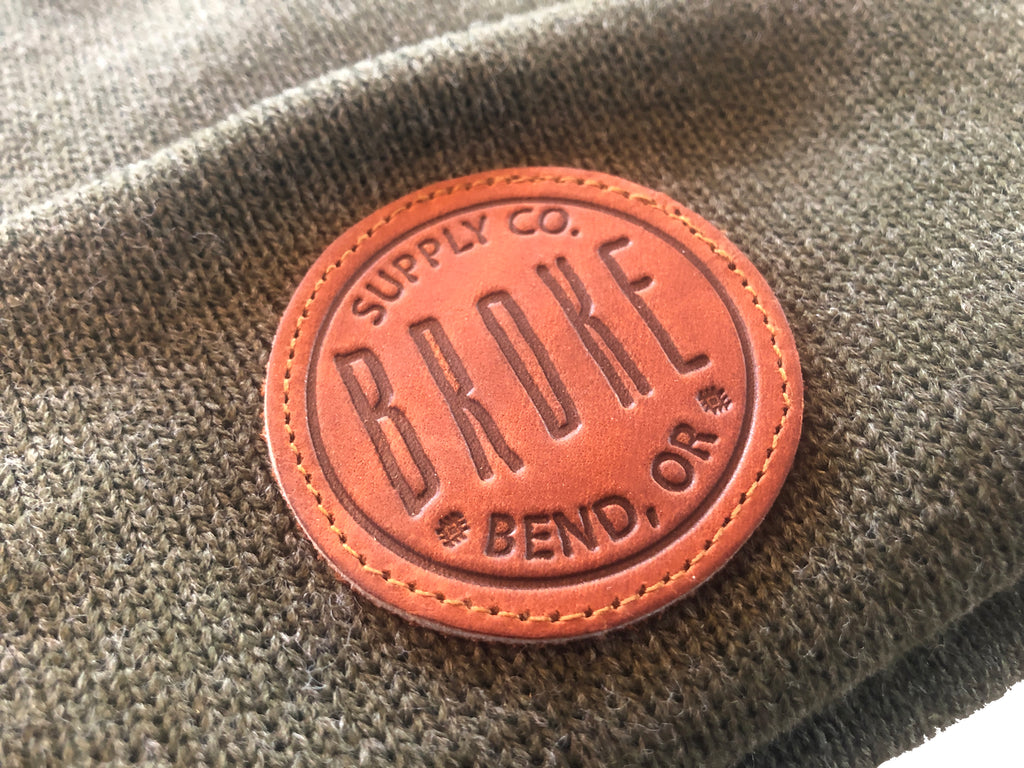 SUPPLY CO.
BROKE
BEND, OR